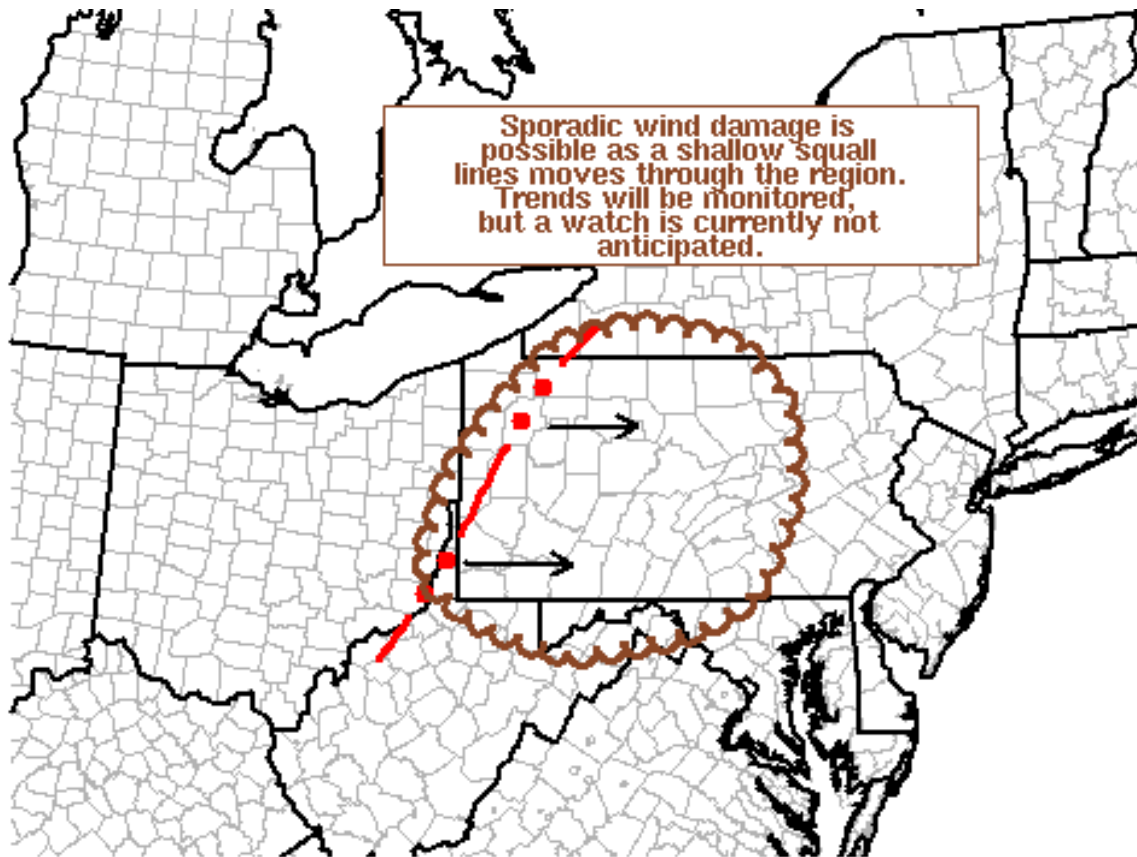 Sporadic wind damage is
possible as a shallow squall
lines moves through the region.
Trends will be monitored,
but a watch is currently not
anticipated.